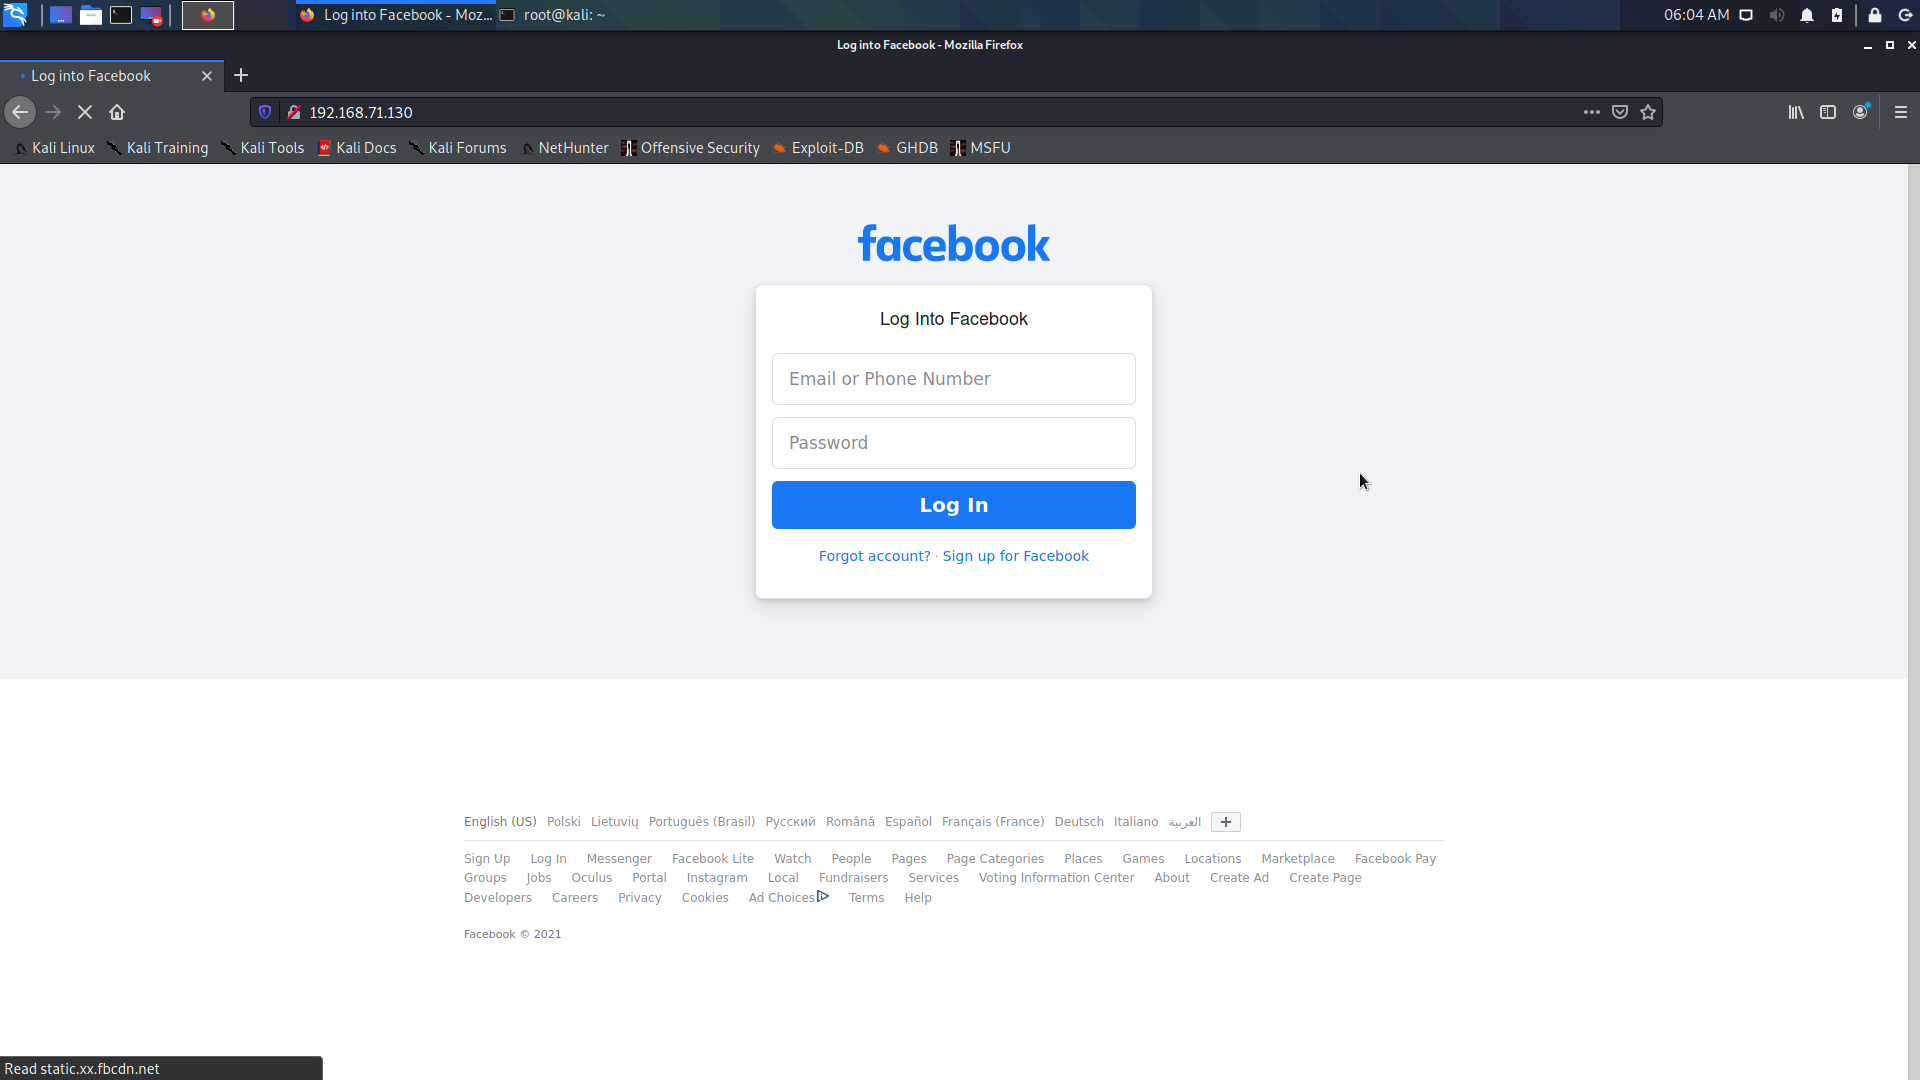 Log into Facebook - Moz... root@kali: ~ 06:04 AM
Log into Facebook - Mozilla Firefox
Log into Facebook
192.168.71.130
Kali Linux Kali Training Kali Tools Kali Docs Kali Forums NetHunter Offensive Security Exploit-DB GHDB MSFU
facebook
Log Into Facebook
Email or Phone Number
Password
Log In
Forgot account? · Sign up for Facebook
English (US) Polski Lietuvių Português (Brasil) Русский Română Español Français (France) Deutsch Italiano العربية
Sign Up Log In Messenger Facebook Lite Watch People Pages Page Categories Places Games Locations Marketplace Facebook Pay
Groups Jobs Oculus Portal Instagram Local Fundraisers Services Voting Information Center About Create Ad Create Page
Developers Careers Privacy Cookies Ad Choices Terms Help
Facebook © 2021
Read static.xx.fbcdn.net